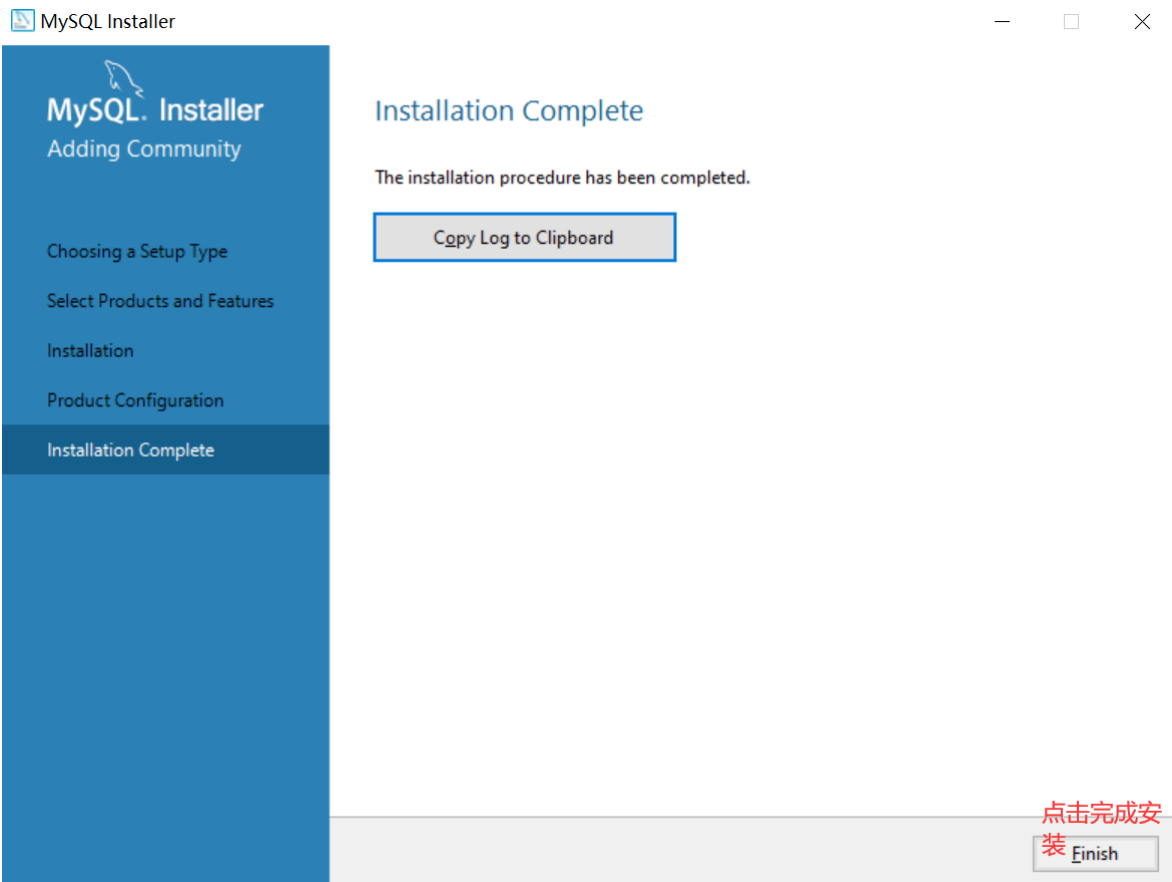 MySQL Installer
MySQL. Installer
Adding Community
Choosing a Setup Type
Select Products and Features
Installation
Product Configuration
Installation Complete
Installation Complete
The installation procedure has been completed.
Copy Log to Clipboard
点击完成安
装
Finish